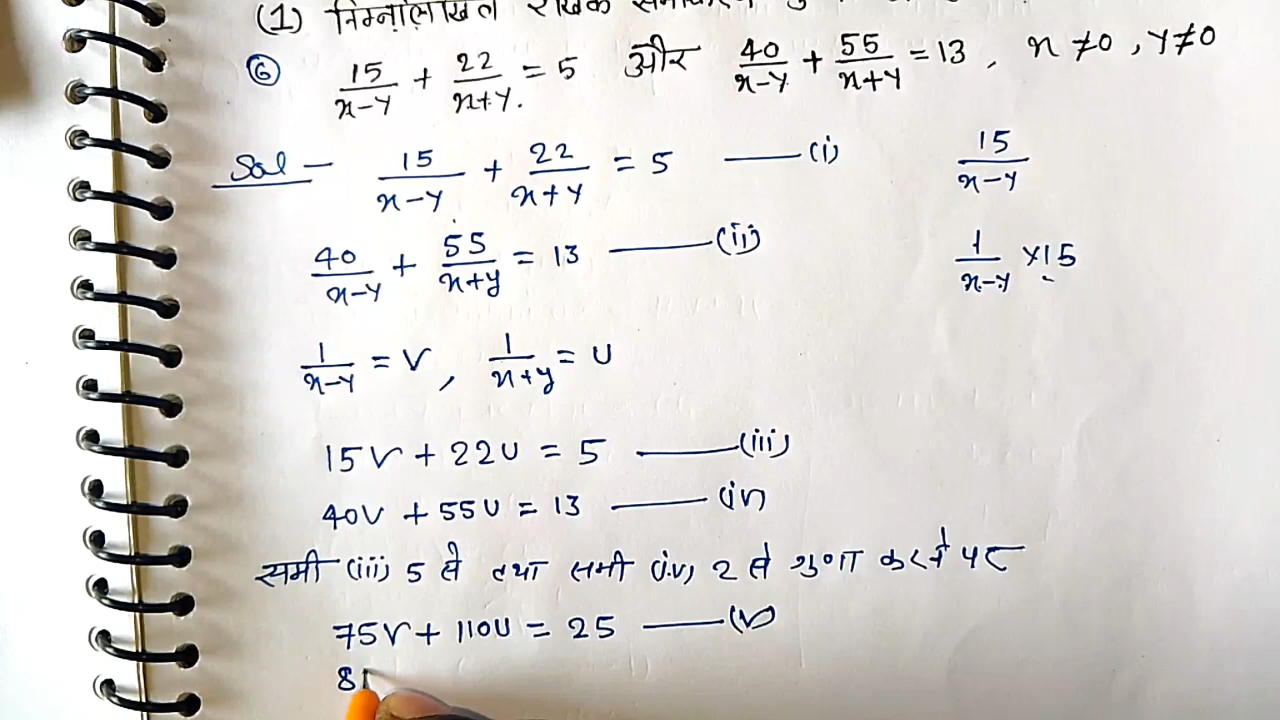 (1) निम्नलिखित रैखिक
⑥ 15/(x-y) + 22/(x+y) = 5 और 40/(x-y) + 55/(x+y) = 13 , x ≠0 , y≠0
Sol — 15/(x-y) + 22/(x+y) = 5 —— (i)
15/(x-y)
40/(x-y) + 55/(x+y) = 13 —— (ii)
1/(x-y) ×15
1/(x-y) = V , 1/(x+y) = U
15V + 22U = 5 —— (iii)
40V + 55U = 13 —— (iv)
समी (iii) 5 से तथा समी (iv) 2 से गुणा करने पर
75V + 110U = 25 —— (v)
8